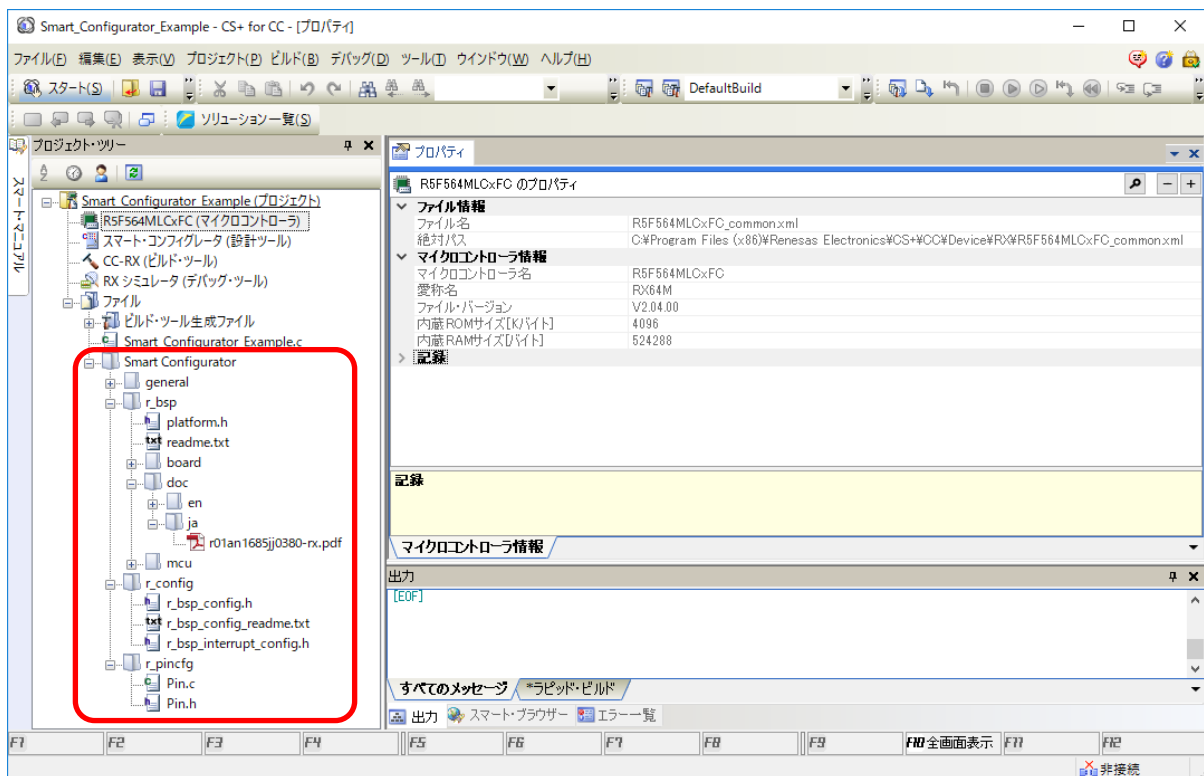 Smart_Configurator_Example - CS+ for CC - [プロパティ]
ファイル(F) 編集(E) 表示(V) プロジェクト(P) ビルド(B) デバッグ(D) ツール(T) ウインドウ(W) ヘルプ(H)
スタート(S)
DefaultBuild
ソリューション一覧(S)
スマート・マニュアル
プロジェクト・ツリー
Smart_Configurator_Example (プロジェクト)
R5F564MLCxFC (マイクロコントローラ)
スマート・コンフィグレータ (設計ツール)
CC-RX (ビルド・ツール)
RX シミュレータ (デバッグ・ツール)
ファイル
ビルド・ツール生成ファイル
Smart_Configurator_Example.c
Smart Configurator
general
r_bsp
platform.h
readme.txt
board
doc
en
ja
r01an1685jj0380-rx.pdf
mcu
r_config
r_bsp_config.h
r_bsp_config_readme.txt
r_bsp_interrupt_config.h
r_pincfg
Pin.c
Pin.h
プロパティ
R5F564MLCxFC のプロパティ
ファイル情報
ファイル名 R5F564MLCxFC_common.xml
絶対パス C:¥Program Files (x86)¥Renesas Electronics¥CS+¥CC¥Device¥RX¥R5F564MLCxFC_common.xml
マイクロコントローラ情報
マイクロコントローラ名 R5F564MLCxFC
愛称名 RX64M
ファイル・バージョン V2.04.00
内蔵ROMサイズ[Kバイト] 4096
内蔵RAMサイズ[バイト] 524288
記録
記録
マイクロコントローラ情報
出力
[EOF]
すべてのメッセージ *ラピッド・ビルド
出力 スマート・ブラウザー エラー一覧
F1 F2 F3 F4 F5 F6 F7 F8 F9 F10 全画面表示 F11 F12
非接続